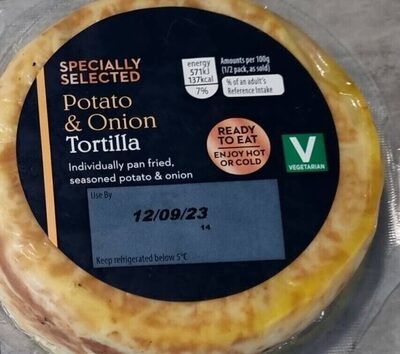 SPECIALLY
SELECTED
energy
571kJ
137kcal
7%
Amounts per 100g
(1/2 pack, as sold)
% of an adult's
Reference Intake
Potato
& Onion
Tortilla
READY
TO EAT
ENJOY HOT
OR COLD
V
VEGETARIAN
Individually pan fried,
seasoned potato & onion
Use By
12/09/23
14
Keep refrigerated below 5°C